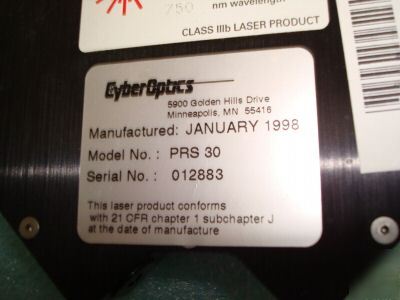 750 nm wavelength
CLASS IIIb LASER PRODUCT
CyberOptics
5900 Golden Hills Drive
Minneapolis, MN 55416
Manufactured: JANUARY 1998
Model No.: PRS 30
Serial No.: 012883
This laser product conforms
with 21 CFR chapter 1 subchapter J
at the date of manufacture